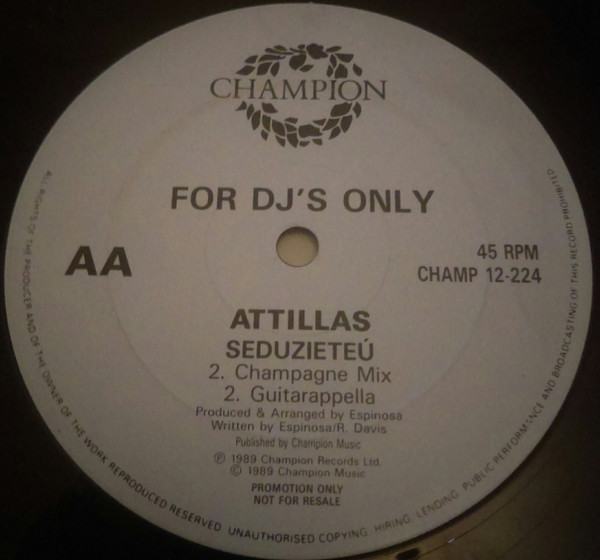 CHAMPION
FOR DJ'S ONLY
AA
45 RPM
CHAMP 12-224
ATTILLAS
SEDUZIETEÚ
2. Champagne Mix
2. Guitarappella
Produced & Arranged by Espinosa
Written by Espinosa/R. Davis
Published by Champion Music
℗ 1989 Champion Records Ltd.
© 1989 Champion Music
PROMOTION ONLY
NOT FOR RESALE
ALL RIGHTS OF THE PRODUCER AND OF THE OWNER OF THE WORK REPRODUCED RESERVED. UNAUTHORISED COPYING. HIRING. LENDING. PUBLIC PERFORMANCE AND BROADCASTING OF THIS RECORD PROHIBITED